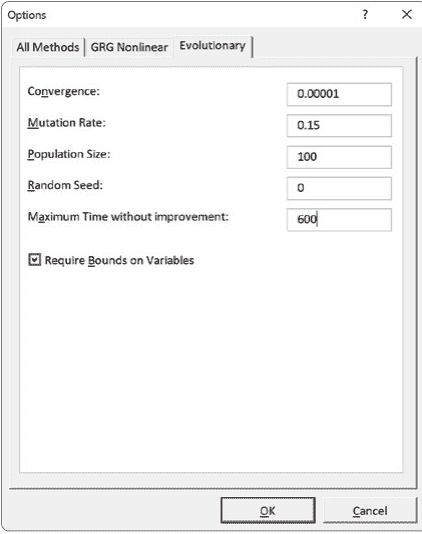 Options ? ×
All Methods GRG Nonlinear Evolutionary
Convergence: 0.00001
Mutation Rate: 0.15
Population Size: 100
Random Seed: 0
Maximum Time without improvement: 600
Require Bounds on Variables
OK Cancel